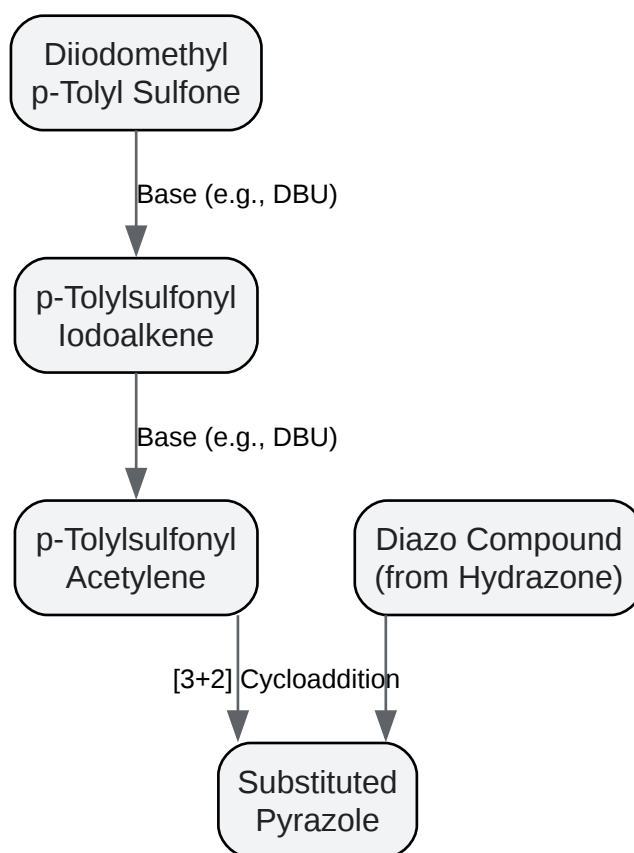 Diiodomethyl
p-Tolyl Sulfone
Base (e.g., DBU)
p-Tolylsulfonyl
Iodoalkene
Base (e.g., DBU)
p-Tolylsulfonyl
Acetylene
Diazo Compound
(from Hydrazone)
[3+2] Cycloaddition
Substituted
Pyrazole